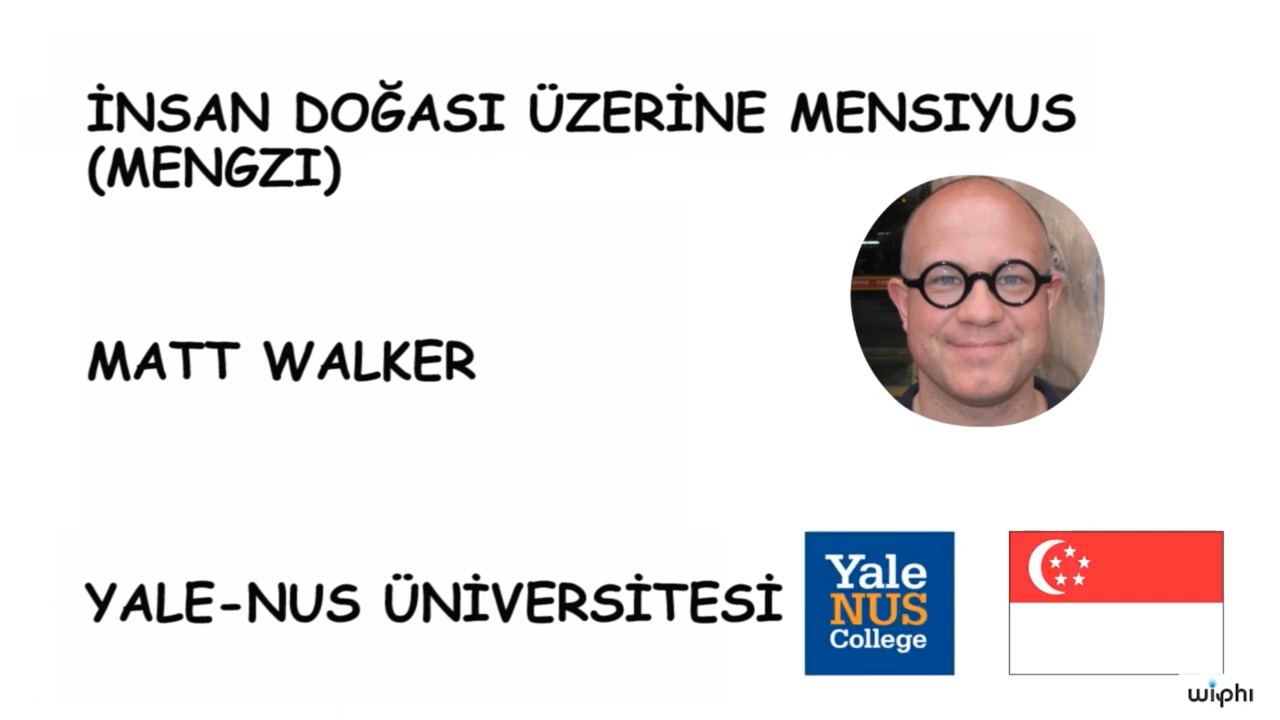 İNSAN DOĞASI ÜZERİNE MENSIYUS
(MENGZI)
MATT WALKER
YALE-NUS ÜNİVERSİTESİ
Yale
NUS
College
wiphi